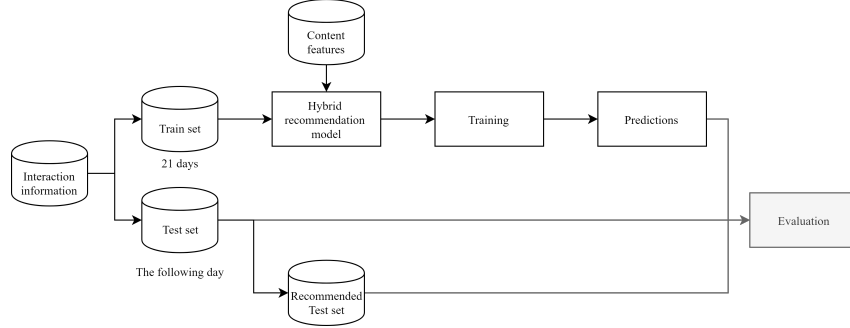 Content
features
Hybrid
recommendation
model
Training
Predictions
Train set
21 days
Interaction
information
Test set
The following day
Evaluation
Recommended
Test set